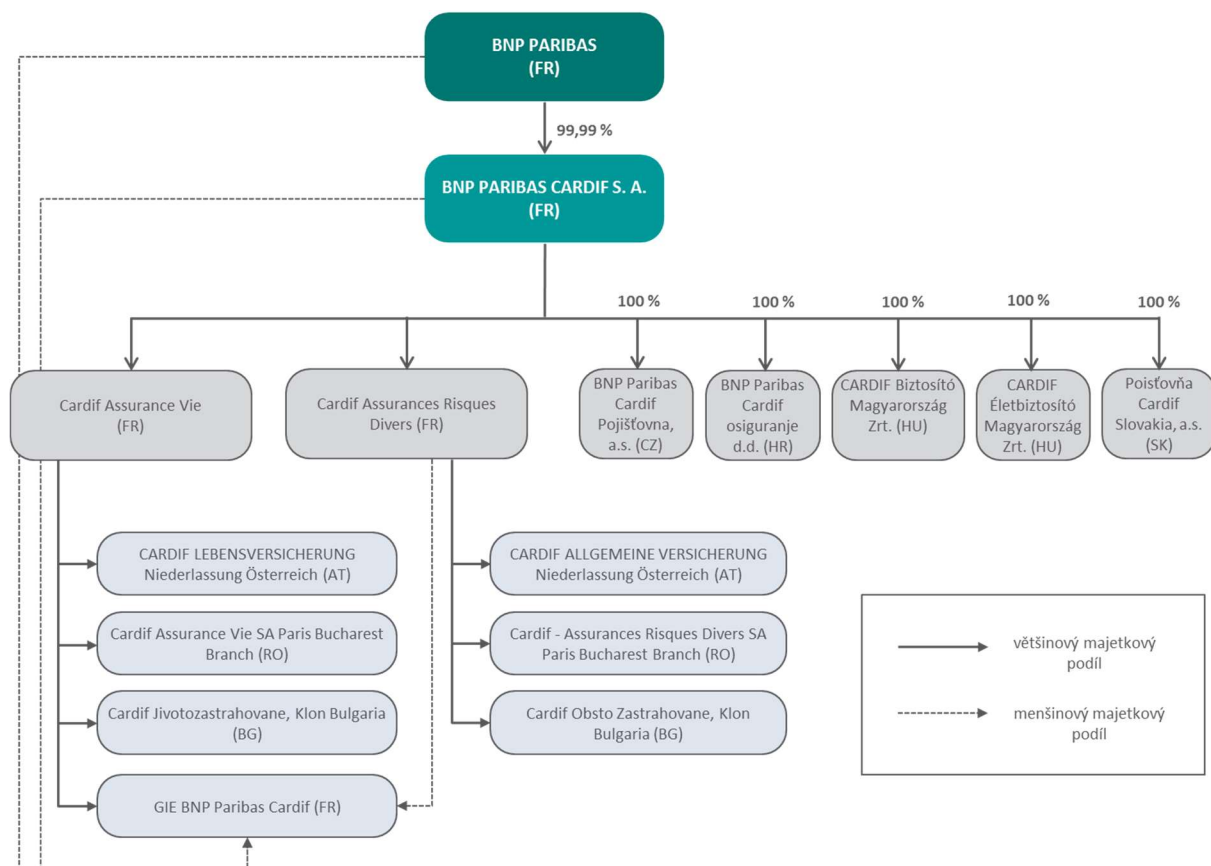 BNP PARIBAS
(FR)
99,99 %
BNP PARIBAS CARDIF S. A.
(FR)
100 %
100 %
100 %
100 %
100 %
Cardif Assurance Vie
(FR)
Cardif Assurances Risques
Divers (FR)
BNP Paribas
Cardif
Pojišťovna,
a.s. (CZ)
BNP Paribas
Cardif
osiguranje
d.d. (HR)
CARDIF Biztosító
Magyarország
Zrt. (HU)
CARDIF
Életbiztosító
Magyarország
Zrt. (HU)
Poisťovňa
Cardif
Slovakia, a.s.
(SK)
CARDIF LEBENSVERSICHERUNG
Niederlassung Österreich (AT)
Cardif Assurance Vie SA Paris Bucharest
Branch (RO)
Cardif Jivotozastrahovane, Klon Bulgaria
(BG)
GIE BNP Paribas Cardif (FR)
CARDIF ALLGEMEINE VERSICHERUNG
Niederlassung Österreich (AT)
Cardif - Assurances Risques Divers SA
Paris Bucharest Branch (RO)
Cardif Obsto Zastrahovane, Klon
Bulgaria (BG)
většinový majetkový
podíl
menšinový majetkový
podíl